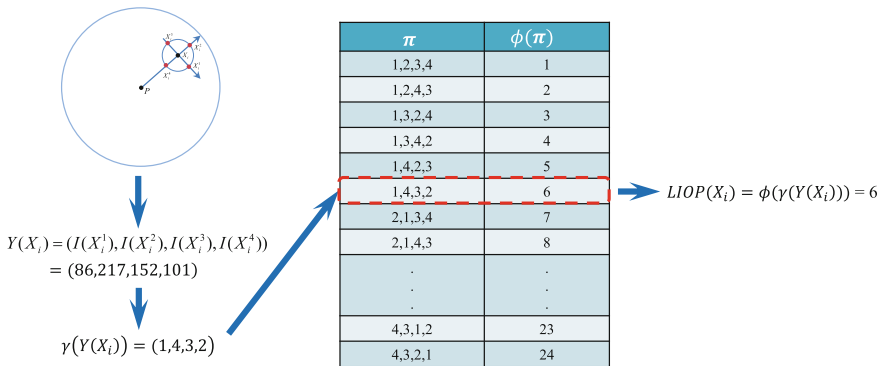 X_i^2
X_i^1
X_i
X_i^4
X_i^3
P
Y(X_i) = (I(X_i^1), I(X_i^2), I(X_i^3), I(X_i^4))
= (86,217,152,101)
γ(Y(X_i)) = (1,4,3,2)
π ϕ(π)
1,2,3,4 1
1,2,4,3 2
1,3,2,4 3
1,3,4,2 4
1,4,2,3 5
1,4,3,2 6
2,1,3,4 7
2,1,4,3 8
. .
. .
. .
4,3,1,2 23
4,3,2,1 24
LIOP(X_i) = ϕ(γ(Y(X_i))) = 6